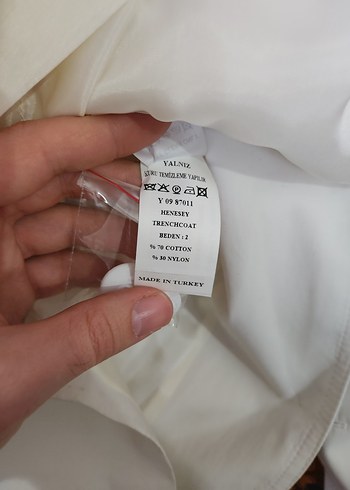 YALNIZ
KURU TEMİZLEME YAPILIR
Y 09 87011
HENESEY
TRENCHCOAT
BEDEN : 2
% 70 COTTON
% 30 NYLON
MADE IN TURKEY